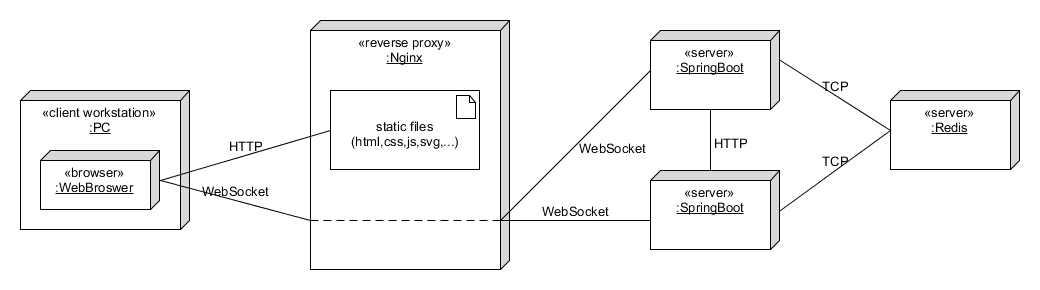 «client workstation»
:PC
«browser»
:WebBroswer
HTTP
WebSocket
«reverse proxy»
:Nginx
static files
(html,css,js,svg,...)
WebSocket
WebSocket
«server»
:SpringBoot
HTTP
«server»
:SpringBoot
TCP
TCP
«server»
:Redis